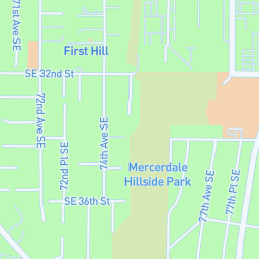 71st Ave SE
First Hill
SE 32nd St
72nd Ave SE
72nd Pl SE
74th Ave SE
Mercerdale
Hillside Park
77th Ave SE
77th Pl SE
SE 36th St